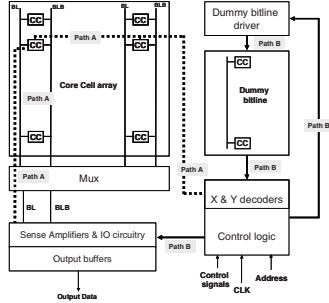 BL
BLB
BL
BLB
CC
CC
Path A
CC
CC
Core Cell array
Path A
CC
CC
Path A
Mux
BL
BLB
Sense Amplifiers & IO circuitry
Output buffers
Output Data
Dummy bitline
driver
Path B
CC
Dummy
bitline
CC
Path B
Path B
Path A
X & Y decoders
Control logic
Path B
Control
signals
CLK
Address